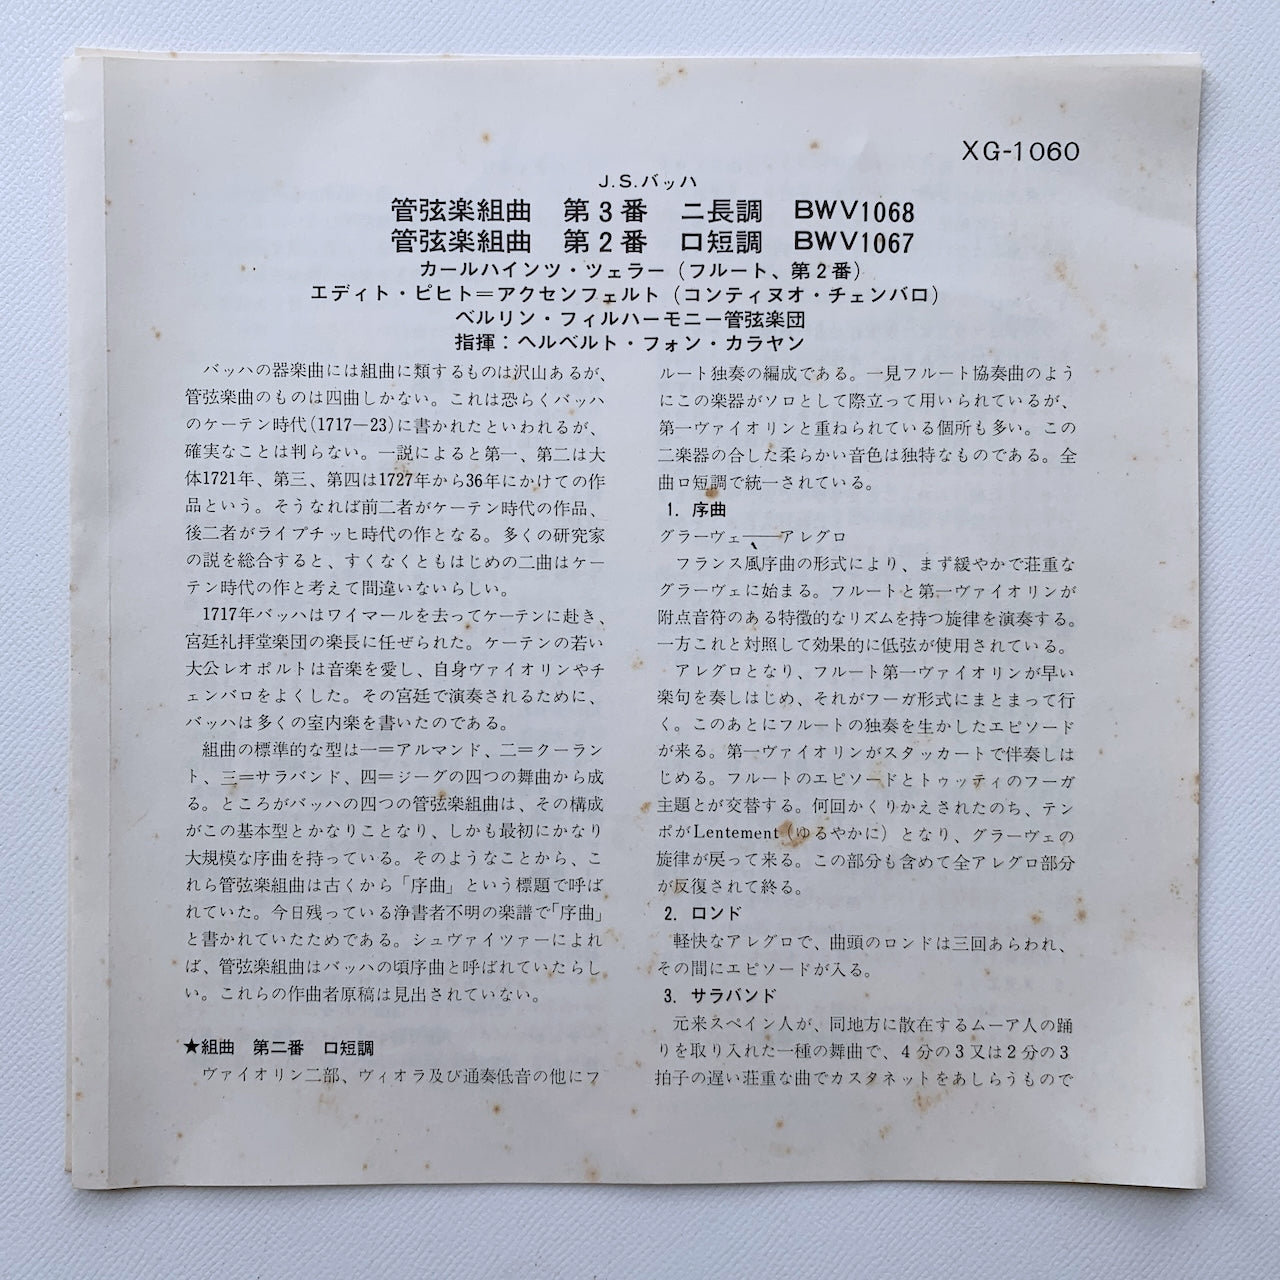 XG-1060
J.S.バッハ
管弦楽組曲　第3番　ニ長調　BWV1068
管弦楽組曲　第2番　ロ短調　BWV1067
カールハインツ・ツェラー（フルート、第2番）
エディト・ピヒト＝アクセンフェルト（コンティヌオ・チェンバロ）
ベルリン・フィルハーモニー管弦楽団
指揮：ヘルベルト・フォン・カラヤン
バッハの器楽曲には組曲に類するものは沢山あるが、
管弦楽曲のものは四曲しかない。これは恐らくバッハ
のケーテン時代(1717－23)に書かれたといわれるが、
確実なことは判らない。一説によると第一、第二は大
体1721年、第三、第四は1727年から36年にかけての作
品という。そうなれば前二者がケーテン時代の作品、
後二者がライプチッヒ時代の作となる。多くの研究家
の説を総合すると、すくなくともはじめの二曲はケー
テン時代の作と考えて間違いないらしい。
1717年バッハはワイマールを去ってケーテンに赴き、
宮廷礼拝堂楽団の楽長に任ぜられた。ケーテンの若い
大公レオポルトは音楽を愛し、自身ヴァイオリンやチ
ェンバロをよくした。その宮廷で演奏されるために、
バッハは多くの室内楽を書いたのである。
組曲の標準的な型は一＝アルマンド、二＝クーラン
ト、三＝サラバンド、四＝ジーグの四つの舞曲から成
る。ところがバッハの四つの管弦楽組曲は、その構成
がこの基本型とかなりことなり、しかも最初にかなり
大規模な序曲を持っている。そのようなことから、こ
れら管弦楽組曲は古くから「序曲」という標題で呼ば
れていた。今日残っている浄書者不明の楽譜で「序曲」
と書かれていたためである。シュヴァイツァーによれ
ば、管弦楽組曲はバッハの頃序曲と呼ばれていたらし
い。これらの作曲者原稿は見出されていない。
★組曲　第二番　ロ短調
ヴァイオリン二部、ヴィオラ及び通奏低音の他にフ
ルート独奏の編成である。一見フルート協奏曲のよう
にこの楽器がソロとして際立って用いられているが、
第一ヴァイオリンと重ねられている個所も多い。この
二楽器の合した柔らかい音色は独特なものである。全
曲ロ短調で統一されている。
1. 序曲
グラーヴェ――アレグロ
フランス風序曲の形式により、まず緩やかで荘重な
グラーヴェに始まる。フルートと第一ヴァイオリンが
附点音符のある特徴的なリズムを持つ旋律を演奏する。
一方これと対照して効果的に低弦が使用されている。
アレグロとなり、フルート第一ヴァイオリンが早い
楽句を奏しはじめ、それがフーガ形式にまとまって行
く。このあとにフルートの独奏を生かしたエピソード
が来る。第一ヴァイオリンがスタッカートで伴奏しは
じめる。フルートのエピソードとトゥッティのフーガ
主題とが交替する。何回かくりかえされたのち、テン
ポがLentement（ゆるやかに）となり、グラーヴェの
旋律が戻って来る。この部分も含めて全アレグロ部分
が反復されて終る。
2. ロンド
軽快なアレグロで、曲頭のロンドは三回あらわれ、
その間にエピソードが入る。
3. サラバンド
元来スペイン人が、同地方に散在するムーア人の踊
りを取り入れた一種の舞曲で、4分の3又は2分の3
拍子の遅い荘重な曲でカスタネットをあしらうもので